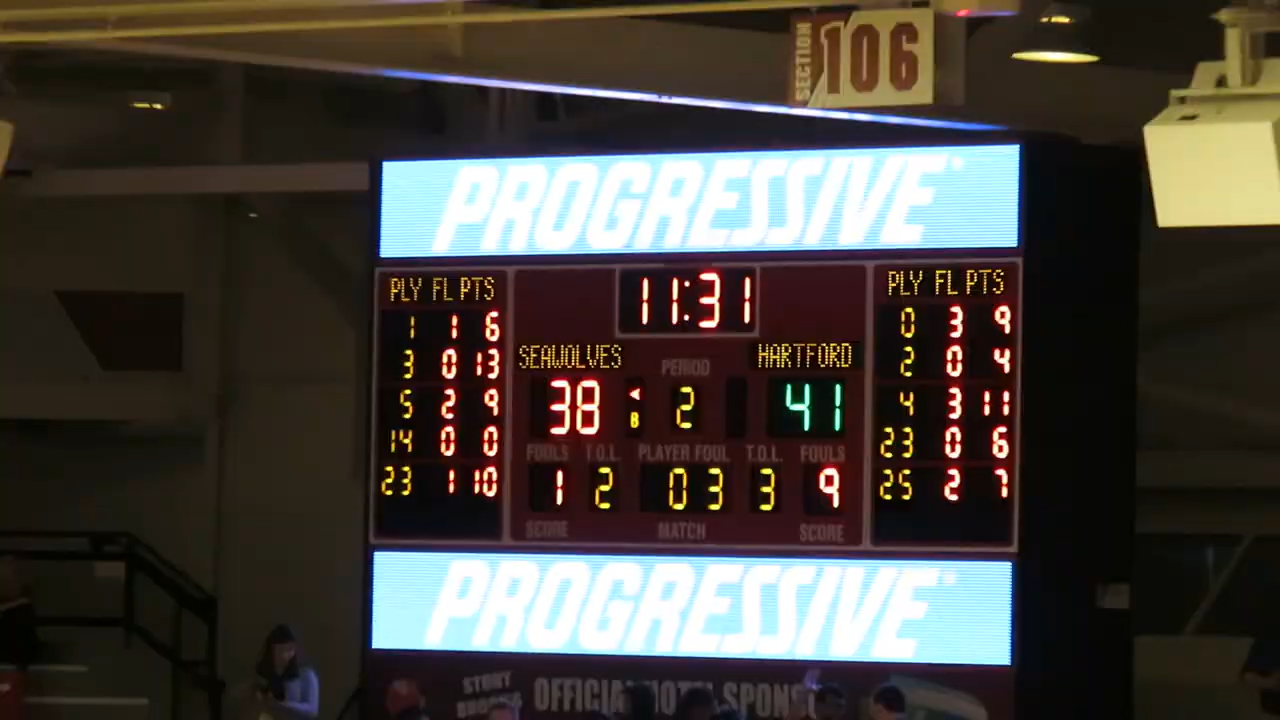 SECTION 106
PROGRESSIVE
PLY FL PTS
1 1 6
3 0 13
5 2 9
14 0 0
23 1 10
11:31
SEAWOLVES PERIOD HARTFORD
38 B 2 41
FOULS T.O.L. PLAYER FOUL T.O.L. FOULS
1 2 03 3 9
SCORE MATCH SCORE
PLY FL PTS
0 3 9
2 0 4
4 3 11
23 0 6
25 2 7
PROGRESSIVE
STONY
OFFICIAL HOTEL